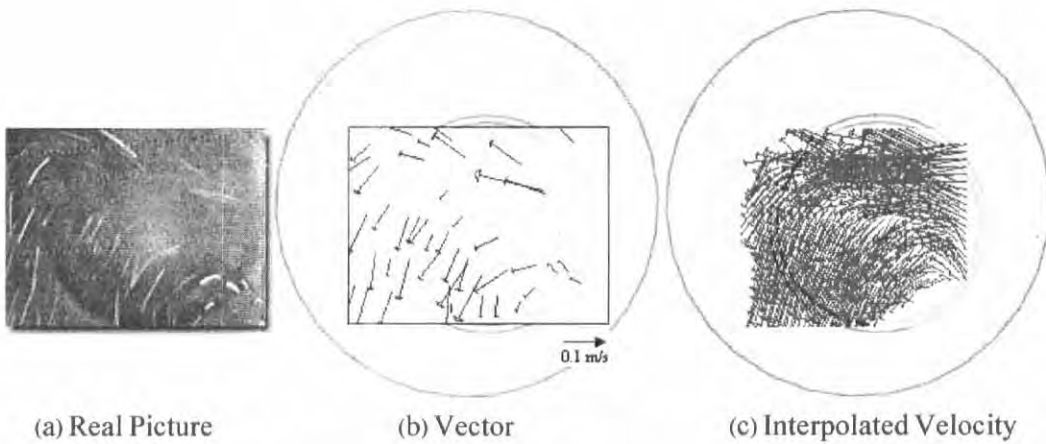 0.1 m/s
(a) Real Picture
(b) Vector
(c) Interpolated Velocity